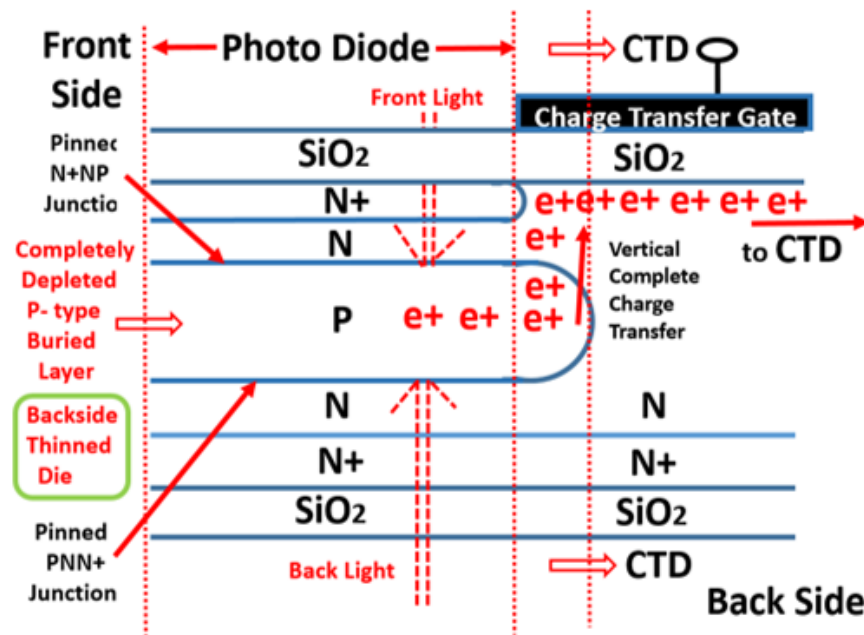 Front
Side
Photo Diode
CTD
Front Light
Charge Transfer Gate
Pinned
N+NP
Junctio
SiO2
SiO2
N+
e+ e+ e+ e+ e+ e+
to CTD
N
e+
Completely
Depleted
P- type
Buried
Layer
Vertical
Complete
Charge
Transfer
e+
P
e+ e+ e+
Backside
Thinned
Die
N
N
N+
N+
SiO2
SiO2
Pinned
PNN+
Junction
Back Light
CTD
Back Side